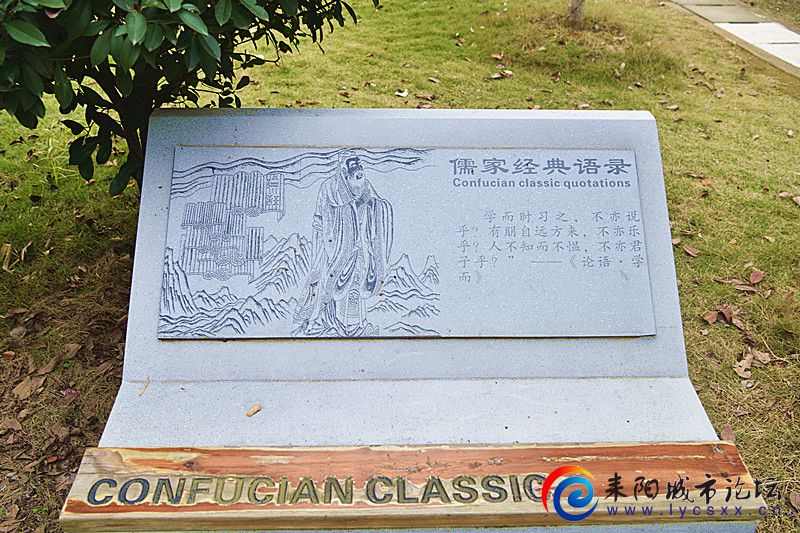 儒家经典语录
Confucian classic quotations
学而时习之,不亦说
乎?有朋自远方来,不亦乐
乎?人不知而不愠,不亦君
子乎?”——《论语·学
而》
CONFUCIAN CLASSIC
耒阳城市论坛
www.lycsxx.cn